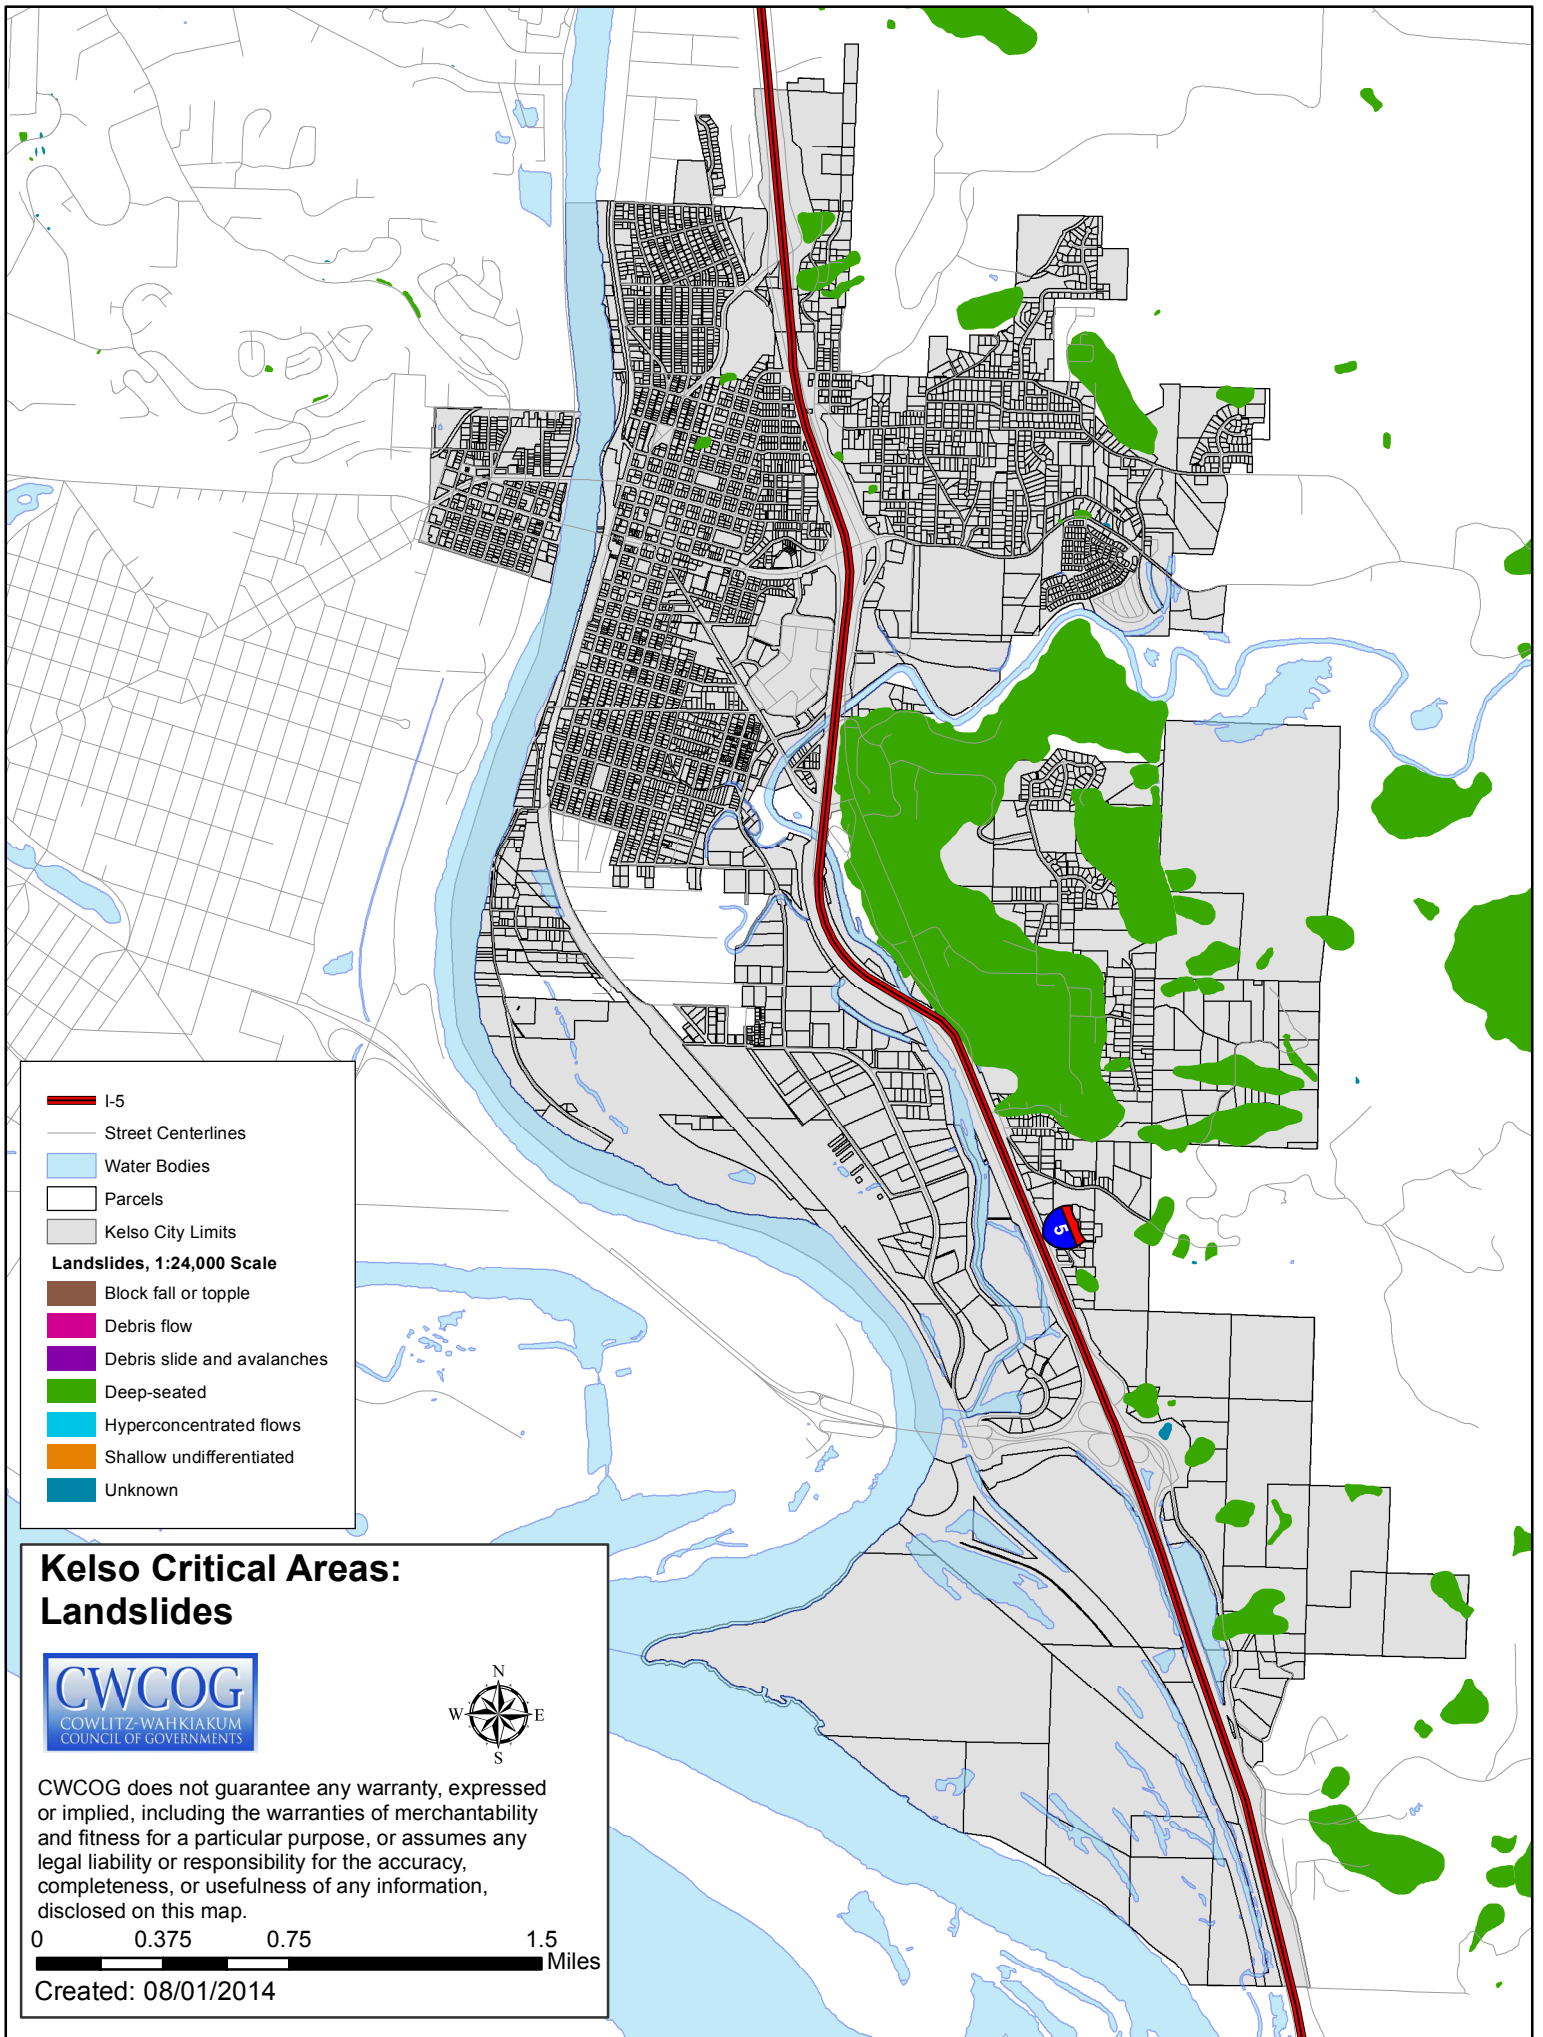 5
I-5
Street Centerlines
Water Bodies
Parcels
Kelso City Limits
Landslides, 1:24,000 Scale
Block fall or topple
Debris flow
Debris slide and avalanches
Deep-seated
Hyperconcentrated flows
Shallow undifferentiated
Unknown
Kelso Critical Areas:
Landslides
CWCOG
COWLITZ-WAHKIAKUM
COUNCIL OF GOVERNMENTS
N
W E
S
CWCOG does not guarantee any warranty, expressed
or implied, including the warranties of merchantability
and fitness for a particular purpose, or assumes any
legal liability or responsibility for the accuracy,
completeness, or usefulness of any information,
disclosed on this map.
0 0.375 0.75 1.5
Miles
Created: 08/01/2014